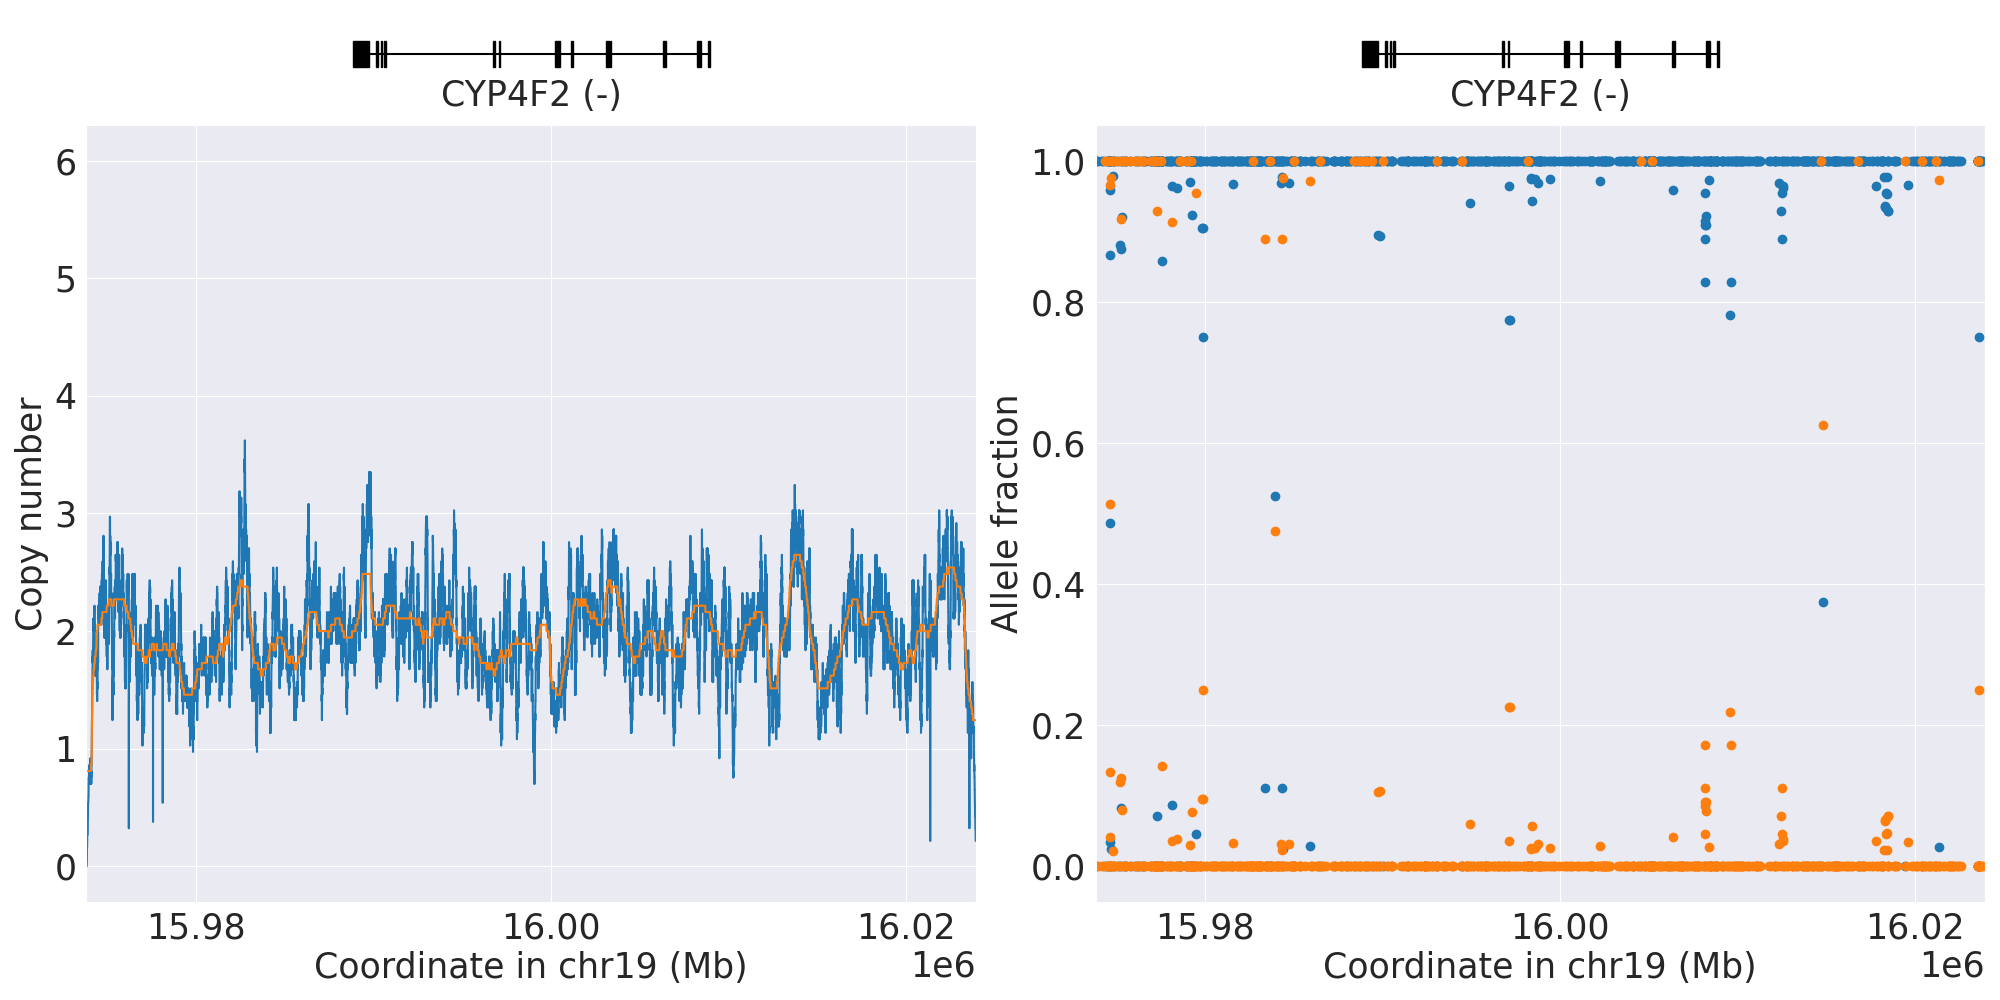 CYP4F2 (-)
6
5
4
3
2
1
0
Copy number
15.98
16.00
16.02
Coordinate in chr19 (Mb)
1e6
CYP4F2 (-)
1.0
0.8
0.6
0.4
0.2
0.0
Allele fraction
15.98
16.00
16.02
Coordinate in chr19 (Mb)
1e6